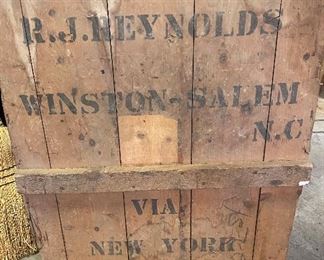 R.J.REYNOLDS
WINSTON-SALEM
N.C
VIA.
NEW YORK